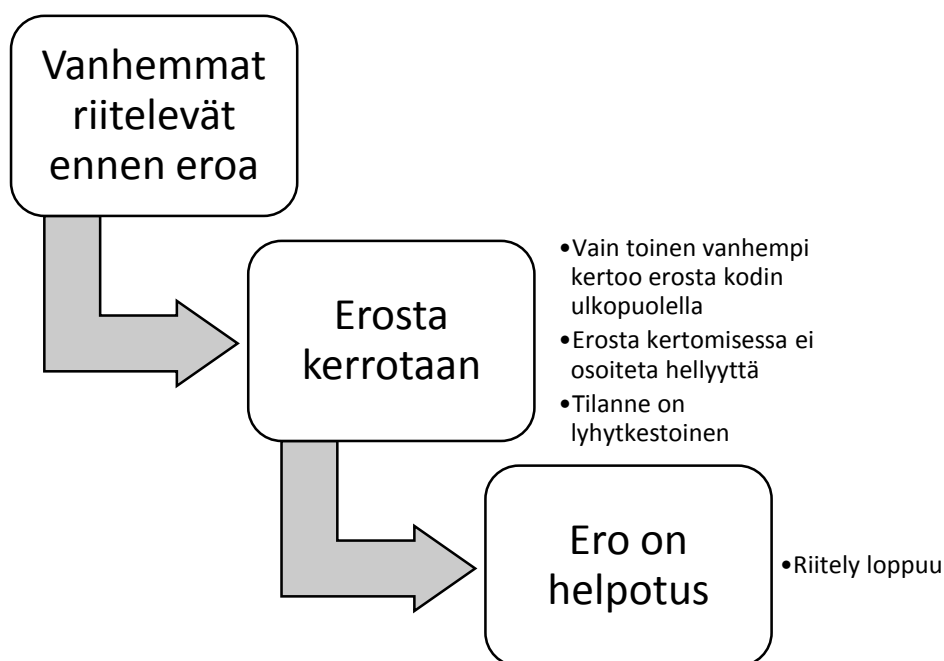 Vanhemmat
riitelevät
ennen eroa
Erosta
kerrotaan
•Vain toinen vanhempi
kertoo erosta kodin
ulkopuolella
•Erosta kertomisessa ei
osoiteta hellyyttä
•Tilanne on
lyhytkestoinen
Ero on
helpotus
•Riitely loppuu